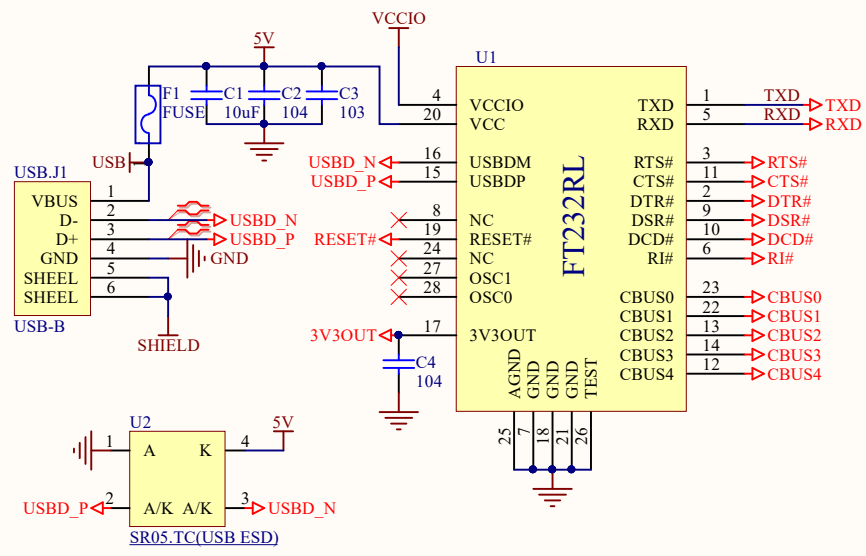 VCCIO
5V
U1
F1
FUSE
C1
10uF
C2
104
C3
103
4
VCCIO
TXD
1
TXD
TXD
20
VCC
RXD
5
RXD
RXD
USB
USBD_N
16
USBDM
RTS#
3
RTS#
USBD_P
15
USBDP
CTS#
11
CTS#
DTR#
2
DTR#
8
NC
DSR#
9
DSR#
RESET#
19
RESET#
DCD#
10
DCD#
24
NC
RI#
6
RI#
27
OSC1
28
OSC0
CBUS0
23
CBUS0
CBUS1
22
CBUS1
3V3OUT
17
3V3OUT
CBUS2
13
CBUS2
CBUS3
14
CBUS3
CBUS4
12
CBUS4
FT232RL
C4
104
AGND
GND
GND
GND
TEST
25
7
18
21
26
USB.J1
VBUS
1
D-
2
USBD_N
D+
3
USBD_P
GND
4
GND
SHEEL
5
SHEEL
6
USB-B
SHIELD
U2
5V
1
A
K
4
USBD_P
2
A/K
A/K
3
USBD_N
SR05.TC(USB ESD)